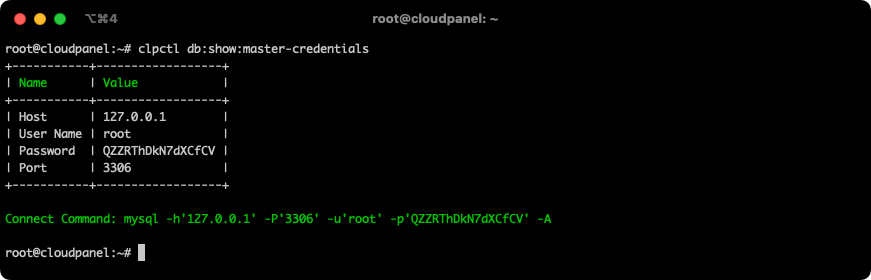 ⌥⌘4
root@cloudpanel: ~
root@cloudpanel:~# clpctl db:show:master-credentials
+-----------+------------------+
| Name      | Value            |
+-----------+------------------+
| Host      | 127.0.0.1        |
| User Name | root             |
| Password  | QZZRThDkN7dXCfCV |
| Port      | 3306             |
+-----------+------------------+
Connect Command: mysql -h'127.0.0.1' -P'3306' -u'root' -p'QZZRThDkN7dXCfCV' -A
root@cloudpanel:~#